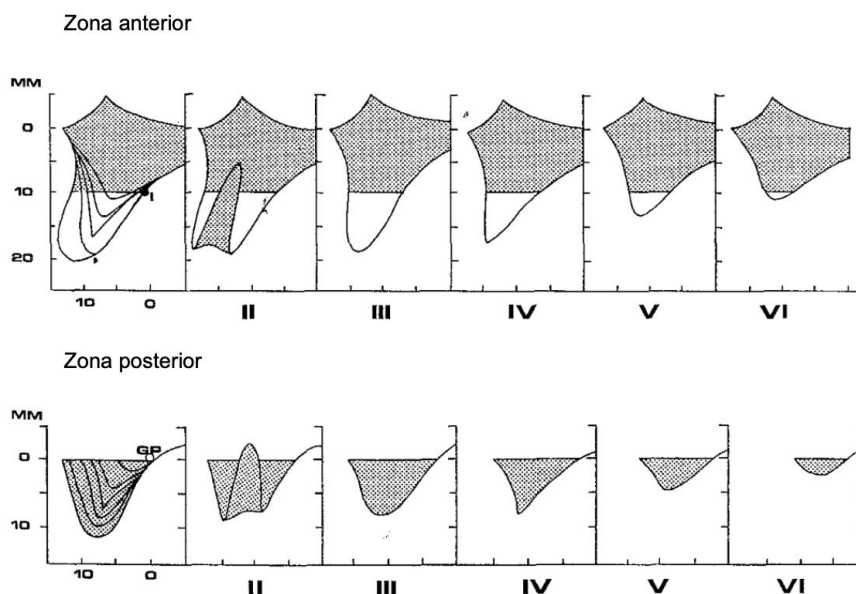 Zona anterior
MM
0
10
20
I
10 0
II III IV V VI
Zona posterior
MM
GP
0
10
10 0
II III IV V VI